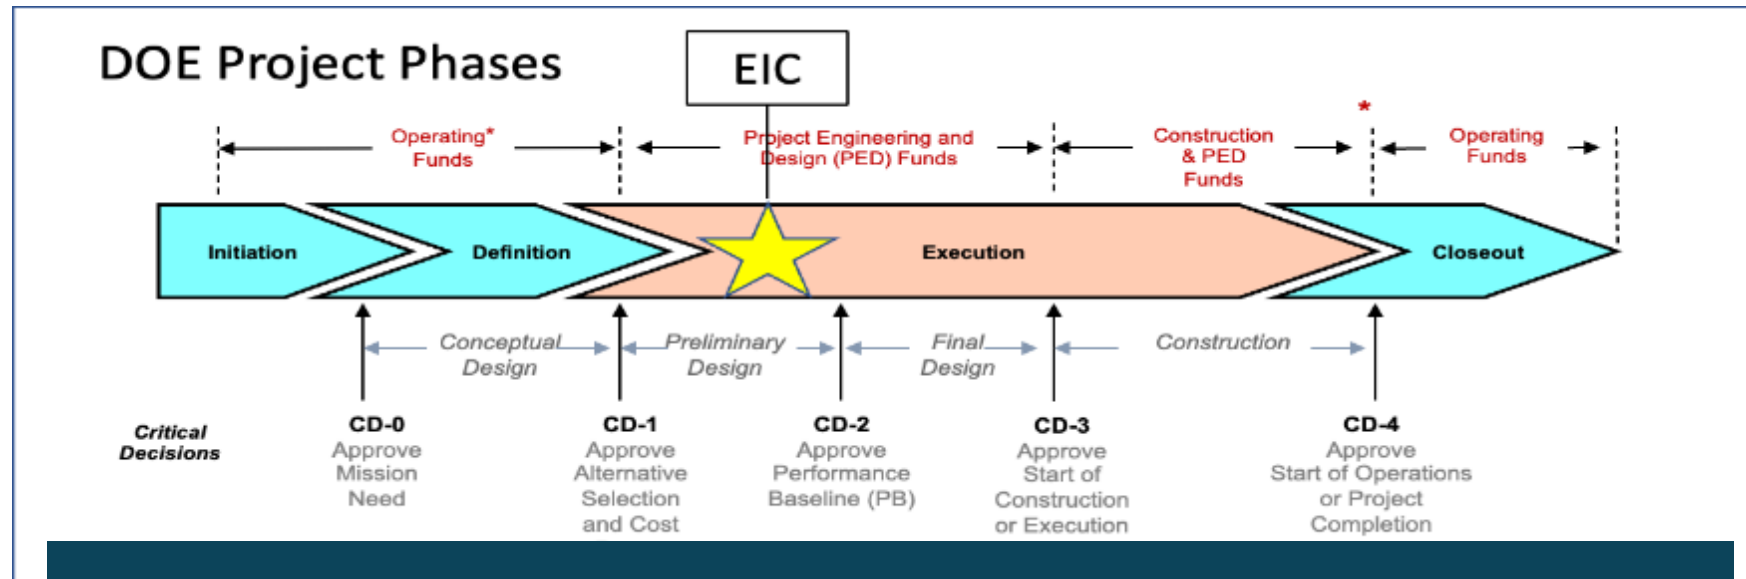 DOE Project Phases
EIC
*
Operating*
Funds
Project Engineering and
Design (PED) Funds
Construction
& PED
Funds
Operating
Funds
Initiation
Definition
Execution
Closeout
Conceptual
Design
Preliminary
Design
Final
Design
Construction
Critical
Decisions
CD-0
Approve
Mission
Need
CD-1
Approve
Alternative
Selection
and Cost
CD-2
Approve
Performance
Baseline (PB)
CD-3
Approve
Start of
Construction
or Execution
CD-4
Approve
Start of Operations
or Project
Completion